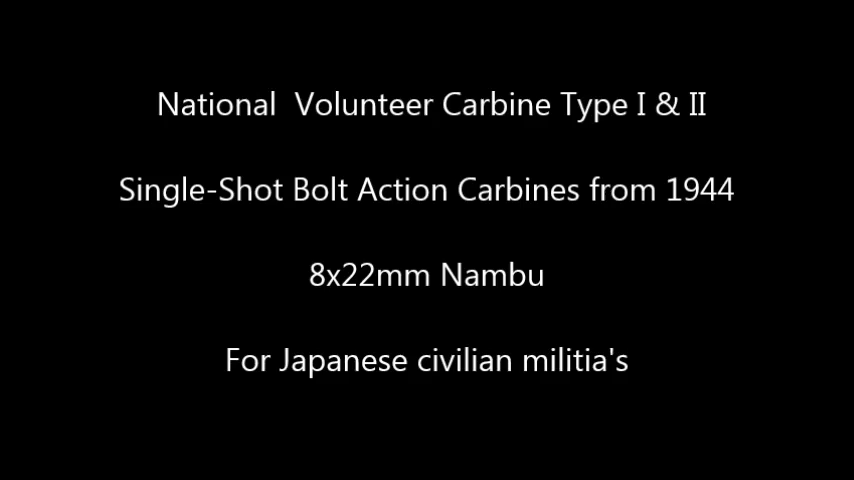 National  Volunteer Carbine Type I & II
Single-Shot Bolt Action Carbines from 1944
8x22mm Nambu
For Japanese civilian militia's